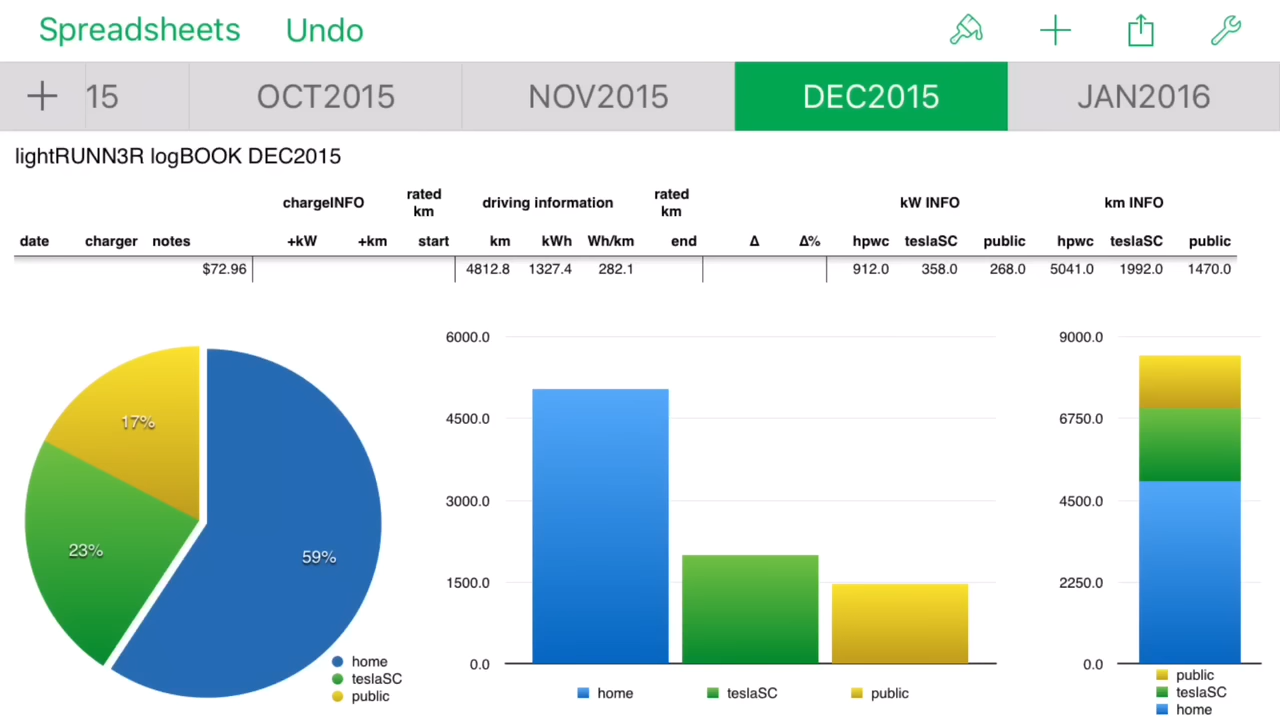 Spreadsheets Undo
+ 15 OCT2015 NOV2015 DEC2015 JAN2016
lightRUNN3R logBOOK DEC2015
chargeINFO rated km driving information rated km kW INFO km INFO
date charger notes +kW +km start km kWh Wh/km end Δ Δ% hpwc teslaSC public hpwc teslaSC public
$72.96 4812.8 1327.4 282.1 912.0 358.0 268.0 5041.0 1992.0 1470.0
17%
23%
59%
home
teslaSC
public
6000.0
4500.0
3000.0
1500.0
0.0
home teslaSC public
9000.0
6750.0
4500.0
2250.0
0.0
public
teslaSC
home